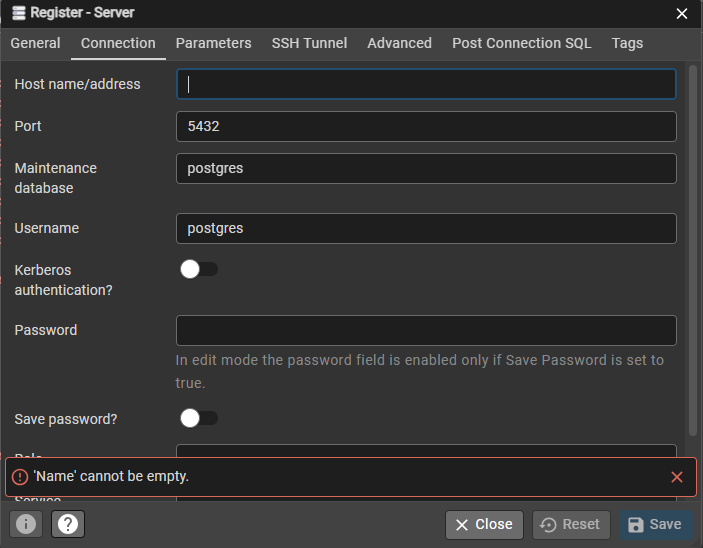 Register - Server
General Connection Parameters SSH Tunnel Advanced Post Connection SQL Tags
Host name/address
Port 5432
Maintenance database postgres
Username postgres
Kerberos authentication?
Password
In edit mode the password field is enabled only if Save Password is set to
true.
Save password?
Role
'Name' cannot be empty.
Service
Close Reset Save